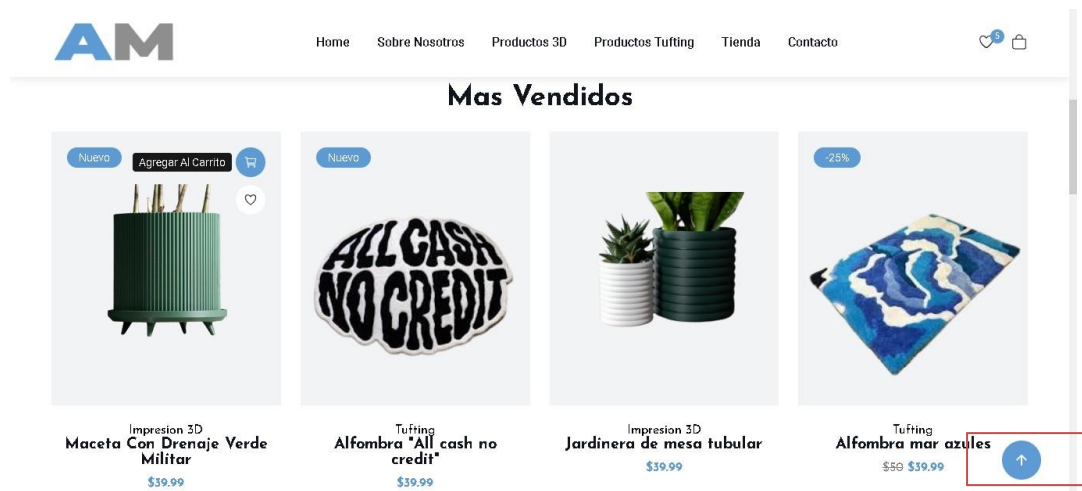 AM
Home Sobre Nosotros Productos 3D Productos Tufting Tienda Contacto 5
Mas Vendidos
Nuevo Agregar Al Carrito Nuevo -25%
ALL CASH
NO CREDIT
Impresion 3D
Maceta Con Drenaje Verde
Militar
$39.99
Tufting
Alfombra "All cash no
credit"
$39.99
Impresion 3D
Jardinera de mesa tubular
$39.99
Tufting
Alfombra mar azules
$50 $39.99